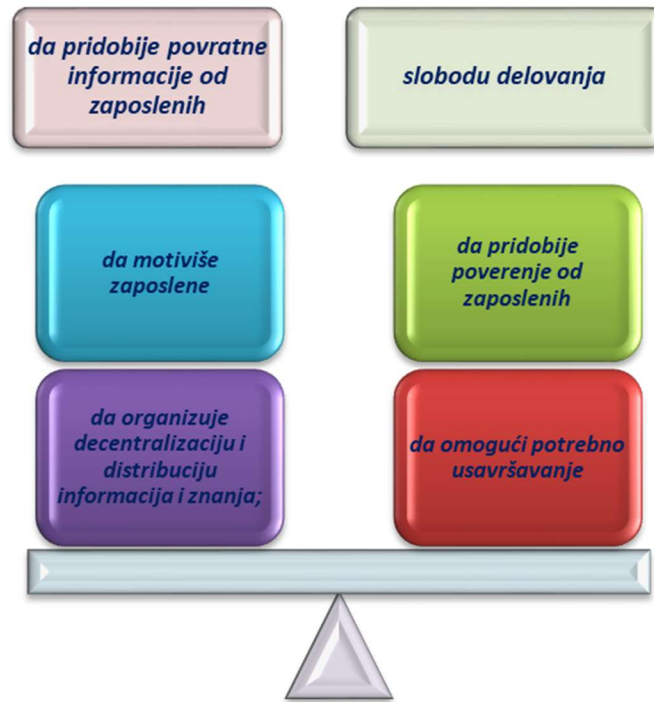 da pridobije povratne
informacije od
zaposlenih
slobodu delovanja
da motiviše
zaposlene
da pridobije
poverenje od
zaposlenih
da organizuje
decentralizaciju i
distribuciju
informacija i znanja;
da omogući potrebno
usavršavanje